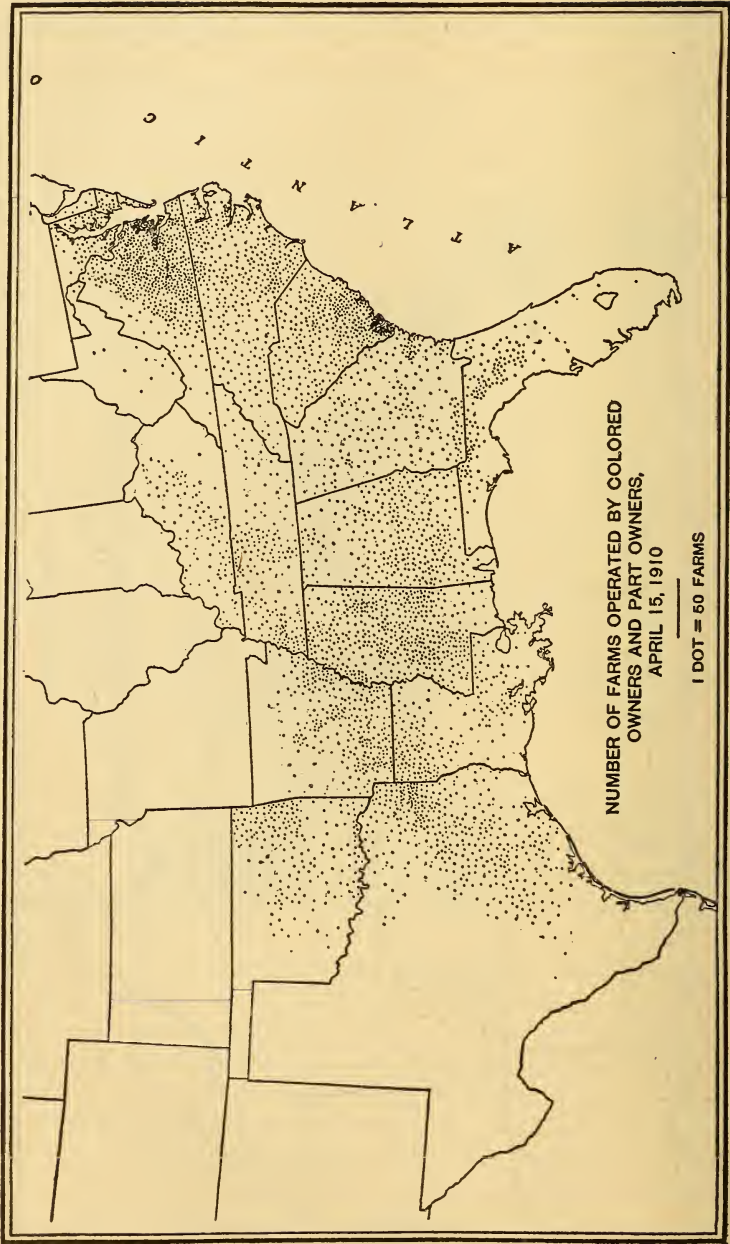 ATLANTIC O
NUMBER OF FARMS OPERATED BY COLORED
OWNERS AND PART OWNERS,
APRIL 15, 1910
1 DOT = 50 FARMS